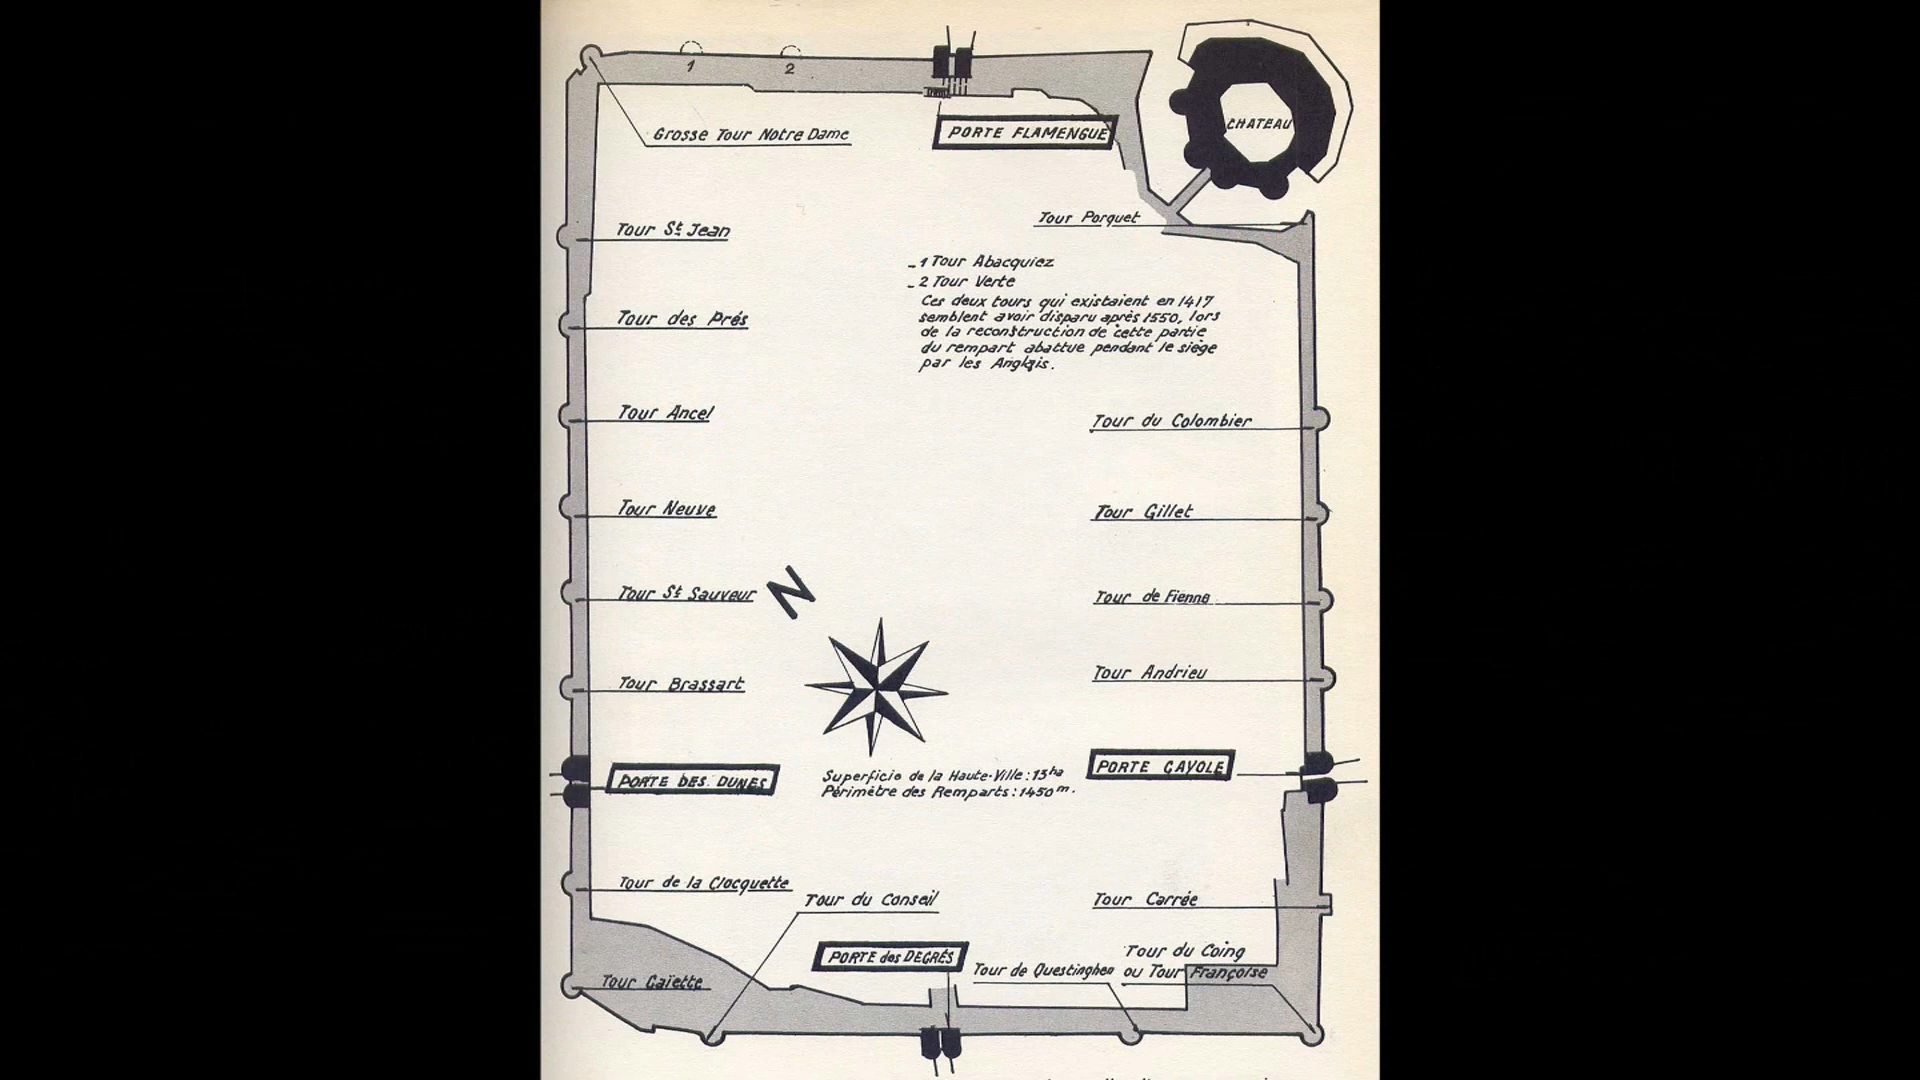 1
2
Grosse Tour Notre Dame
PORTE FLAMENGUE
CHATEAU
Tour Porquet
Tour St Jean
1 Tour Abacquiez
2 Tour Verte
Ces deux tours qui existaient en 1417
semblent avoir disparu après 1550, lors
de la reconstruction de cette partie
du rempart abattue pendant le siège
par les Anglais.
Tour des Prés
Tour Ancel
Tour du Colombier
Tour Neuve
Tour Gillet
Tour St Sauveur
N
Tour de Fienne
Tour Brassart
Tour Andrieu
PORTE DES DUNES
Superficie de la Haute-Ville : 13ha
Périmètre des Remparts : 1450m.
PORTE GAYOLE
Tour de la Clocquette
Tour du Conseil
Tour Carrée
PORTE des DEGRÉS
Tour de Questinghen
Tour du Coing
ou Tour Françoise
Tour Gaïette